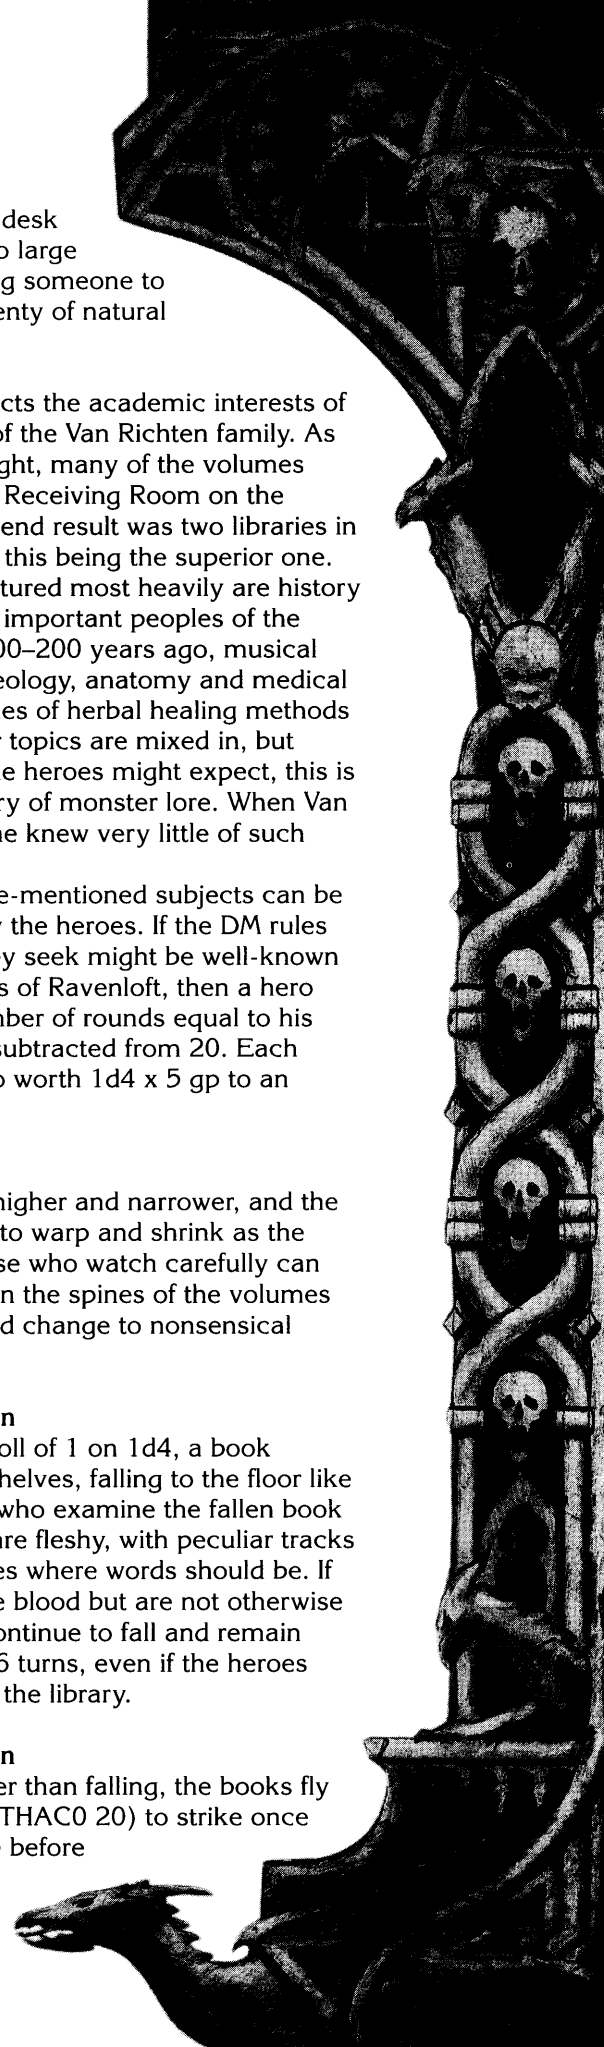 desk
o large
g someone to
enty of natural
cts the academic interests of
of the Van Richten family. As
ght, many of the volumes
Receiving Room on the
end result was two libraries in
this being the superior one.
tured most heavily are history
important peoples of the
00–200 years ago, musical
eology, anatomy and medical
es of herbal healing methods
r topics are mixed in, but
e heroes might expect, this is
ry of monster lore. When Van
he knew very little of such
e-mentioned subjects can be
y the heroes. If the DM rules
ey seek might be well-known
s of Ravenloft, then a hero
nber of rounds equal to his
subtracted from 20. Each
o worth 1d4 x 5 gp to an
higher and narrower, and the
to warp and shrink as the
se who watch carefully can
n the spines of the volumes
d change to nonsensical
n
oll of 1 on 1d4, a book
helves, falling to the floor like
who examine the fallen book
are fleshy, with peculiar tracks
es where words should be. If
e blood but are not otherwise
ontinue to fall and remain
6 turns, even if the heroes
the library.
n
er than falling, the books fly
THAC0 20) to strike once
before